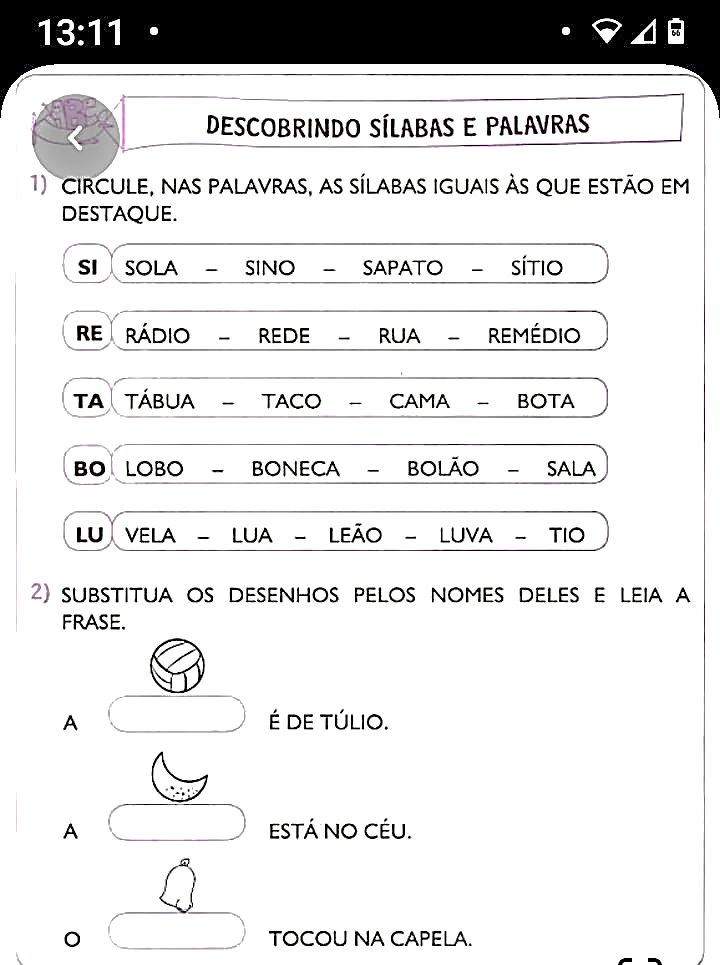 13:11
66
DESCOBRINDO SÍLABAS E PALAVRAS
1) CIRCULE, NAS PALAVRAS, AS SÍLABAS IGUAIS ÀS QUE ESTÃO EM
DESTAQUE.
SI SOLA – SINO – SAPATO – SÍTIO
RE RÁDIO – REDE – RUA – REMÉDIO
TA TÁBUA – TACO – CAMA – BOTA
BO LOBO – BONECA – BOLÃO – SALA
LU VELA – LUA – LEÃO – LUVA – TIO
2) SUBSTITUA OS DESENHOS PELOS NOMES DELES E LEIA A
FRASE.
A É DE TÚLIO.
A ESTÁ NO CÉU.
O TOCOU NA CAPELA.